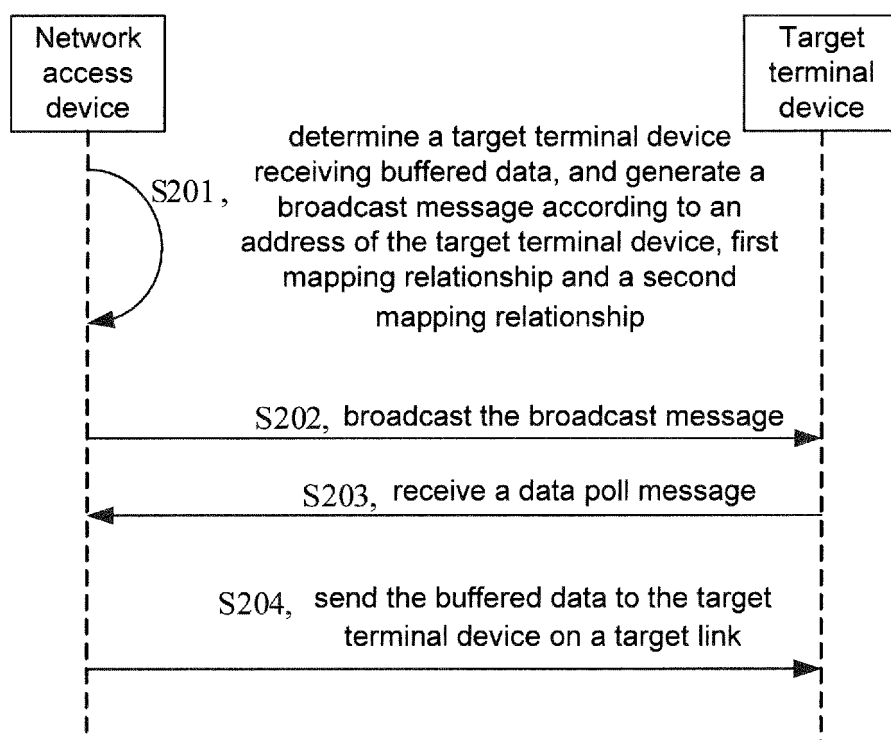 Network
access
device
Target
terminal
device
determine a target terminal device
receiving buffered data, and generate a
S201, broadcast message according to an
address of the target terminal device, first
mapping relationship and a second
mapping relationship
S202, broadcast the broadcast message
S203, receive a data poll message
S204, send the buffered data to the target
terminal device on a target link